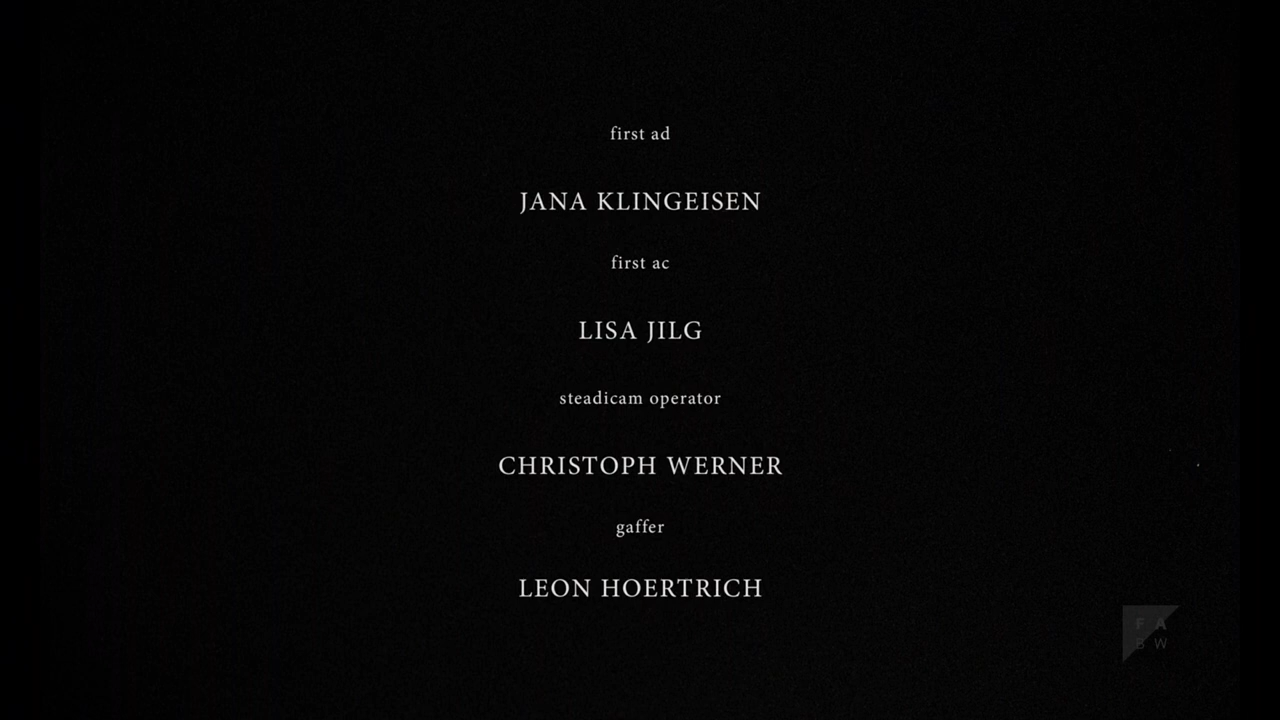 first ad
JANA KLINGEISEN
first ac
LISA JILG
steadicam operator
CHRISTOPH WERNER
gaffer
LEON HOERTRICH
F A
B W